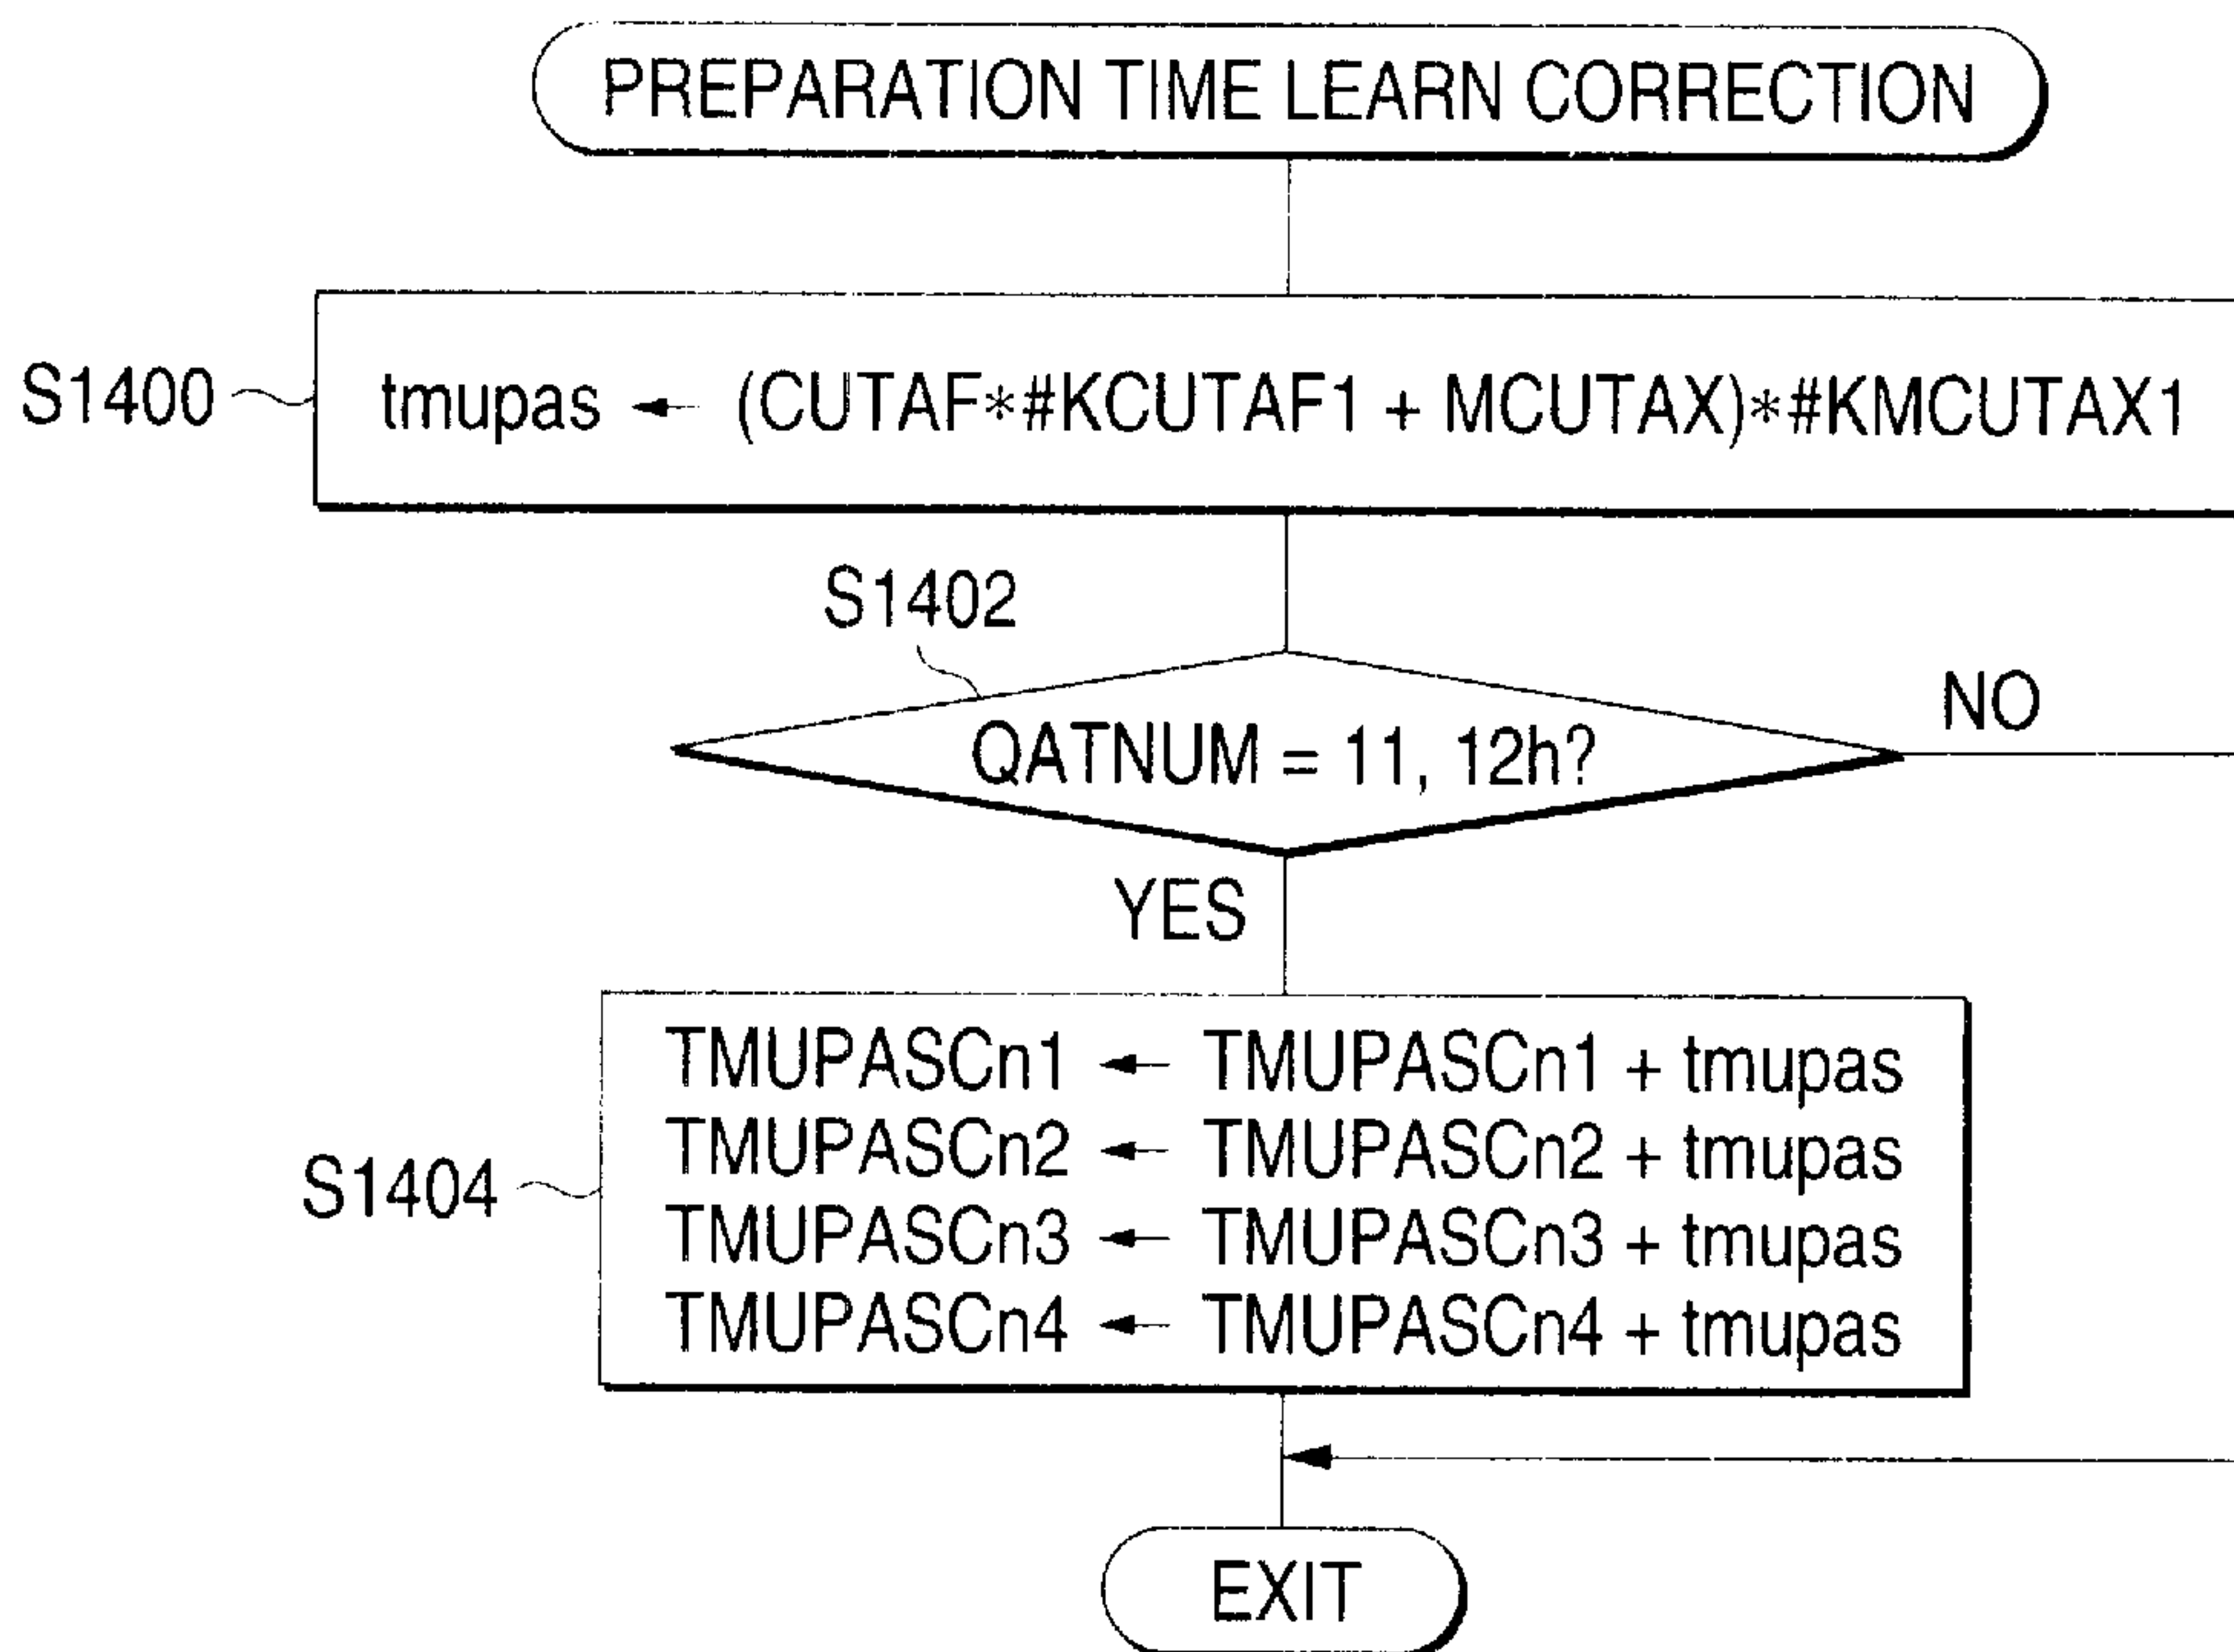 PREPARATION TIME LEARN CORRECTION
S1400
tmupas ← (CUTAF*#KCUTAF1 + MCUTAX)*#KMCUTAX1
S1402
QATNUM = 11, 12h?
NO
YES
S1404
TMUPASCn1 ← TMUPASCn1 + tmupas
TMUPASCn2 ← TMUPASCn2 + tmupas
TMUPASCn3 ← TMUPASCn3 + tmupas
TMUPASCn4 ← TMUPASCn4 + tmupas
EXIT